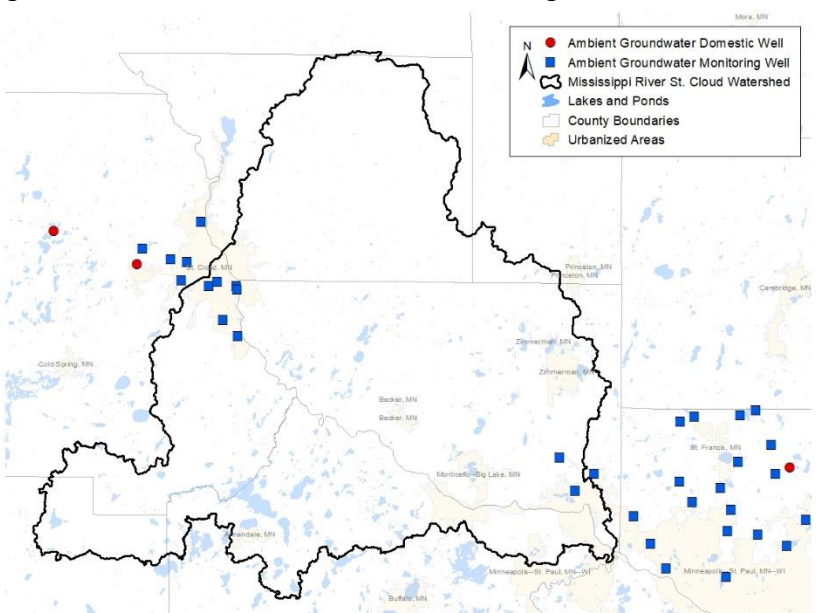 Mora, MN
N
Ambient Groundwater Domestic Well
Ambient Groundwater Monitoring Well
Mississippi River St. Cloud Watershed
Lakes and Ponds
County Boundaries
Urbanized Areas
St. Cloud, MN
Princeton, MN
Princeton, MN
Cambridge, MN
Zimmerman, MN
Cold Spring, MN
Zimmerman, MN
Becker, MN
Becker, MN
St. Francis, MN
Monticello--Big Lake, MN
Annandale, MN
Minneapolis--St. Paul, MN--WI
Minneapolis--St. Paul, MN--WI
Buffalo, MN